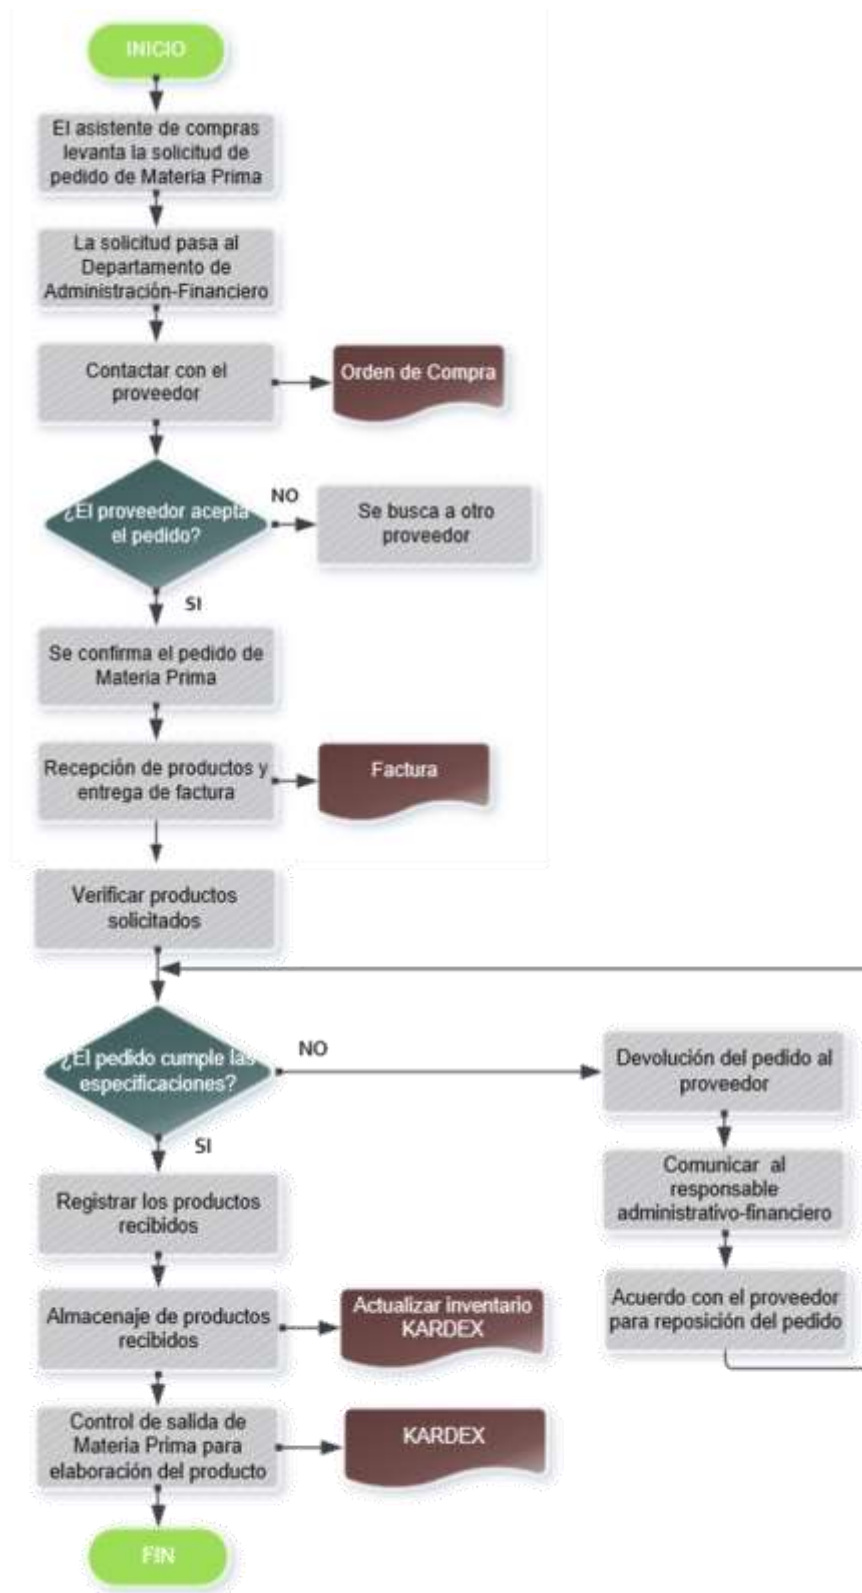 INICIO
El asistente de compras
levanta la solicitud de
pedido de Materia Prima
La solicitud pasa al
Departamento de
Administración-Financiero
Contactar con el
proveedor
Orden de Compra
¿El proveedor acepta
el pedido?
NO
Se busca a otro
proveedor
SI
Se confirma el pedido de
Materia Prima
Recepción de productos y
entrega de factura
Factura
Verificar productos
solicitados
¿El pedido cumple las
especificaciones?
NO
Devolución del pedido al
proveedor
Comunicar al
responsable
administrativo-financiero
Acuerdo con el proveedor
para reposición del pedido
SI
Registrar los productos
recibidos
Almacenaje de productos
recibidos
Actualizar inventario
KARDEX
Control de salida de
Materia Prima para
elaboración del producto
KARDEX
FIN